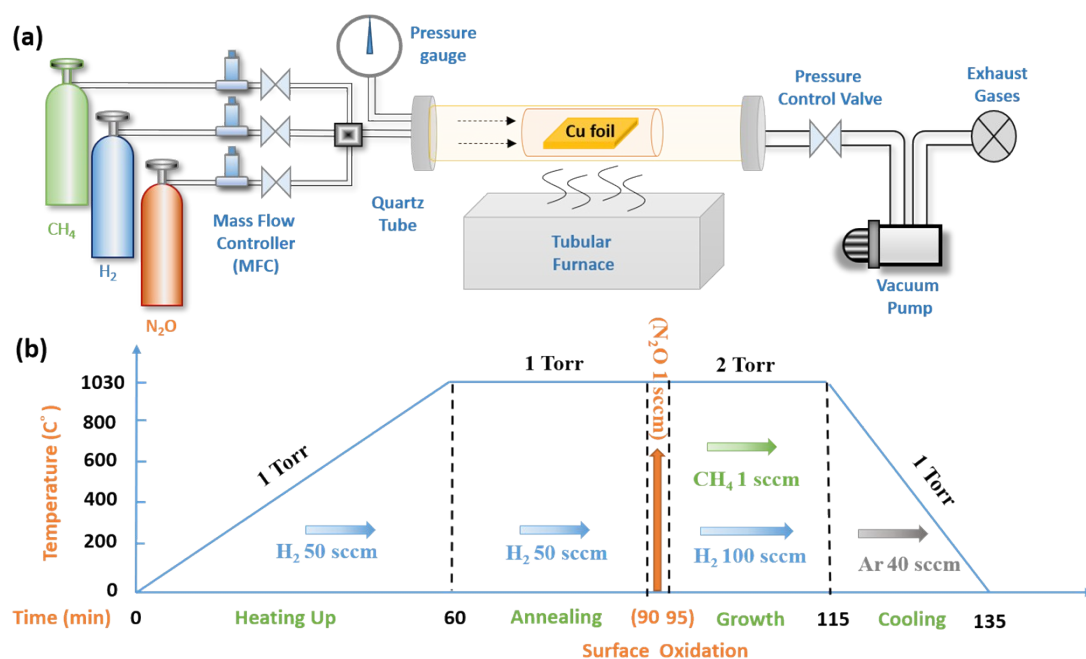 (a)
Pressure
gauge
Pressure
Control Valve
Exhaust
Gases
Cu foil
CH₄
H₂
N₂O
Mass Flow
Controller
(MFC)
Quartz
Tube
Tubular
Furnace
Vacuum
Pump
(b)
Temperature (C°)
1030
800
600
400
200
0
1 Torr
1 Torr
(N₂O 1 sccm)
2 Torr
1 Torr
CH₄ 1 sccm
H₂ 50 sccm
H₂ 50 sccm
H₂ 100 sccm
Ar 40 sccm
Time (min) 0 Heating Up 60 Annealing (90 95) Growth 115 Cooling 135
Surface Oxidation